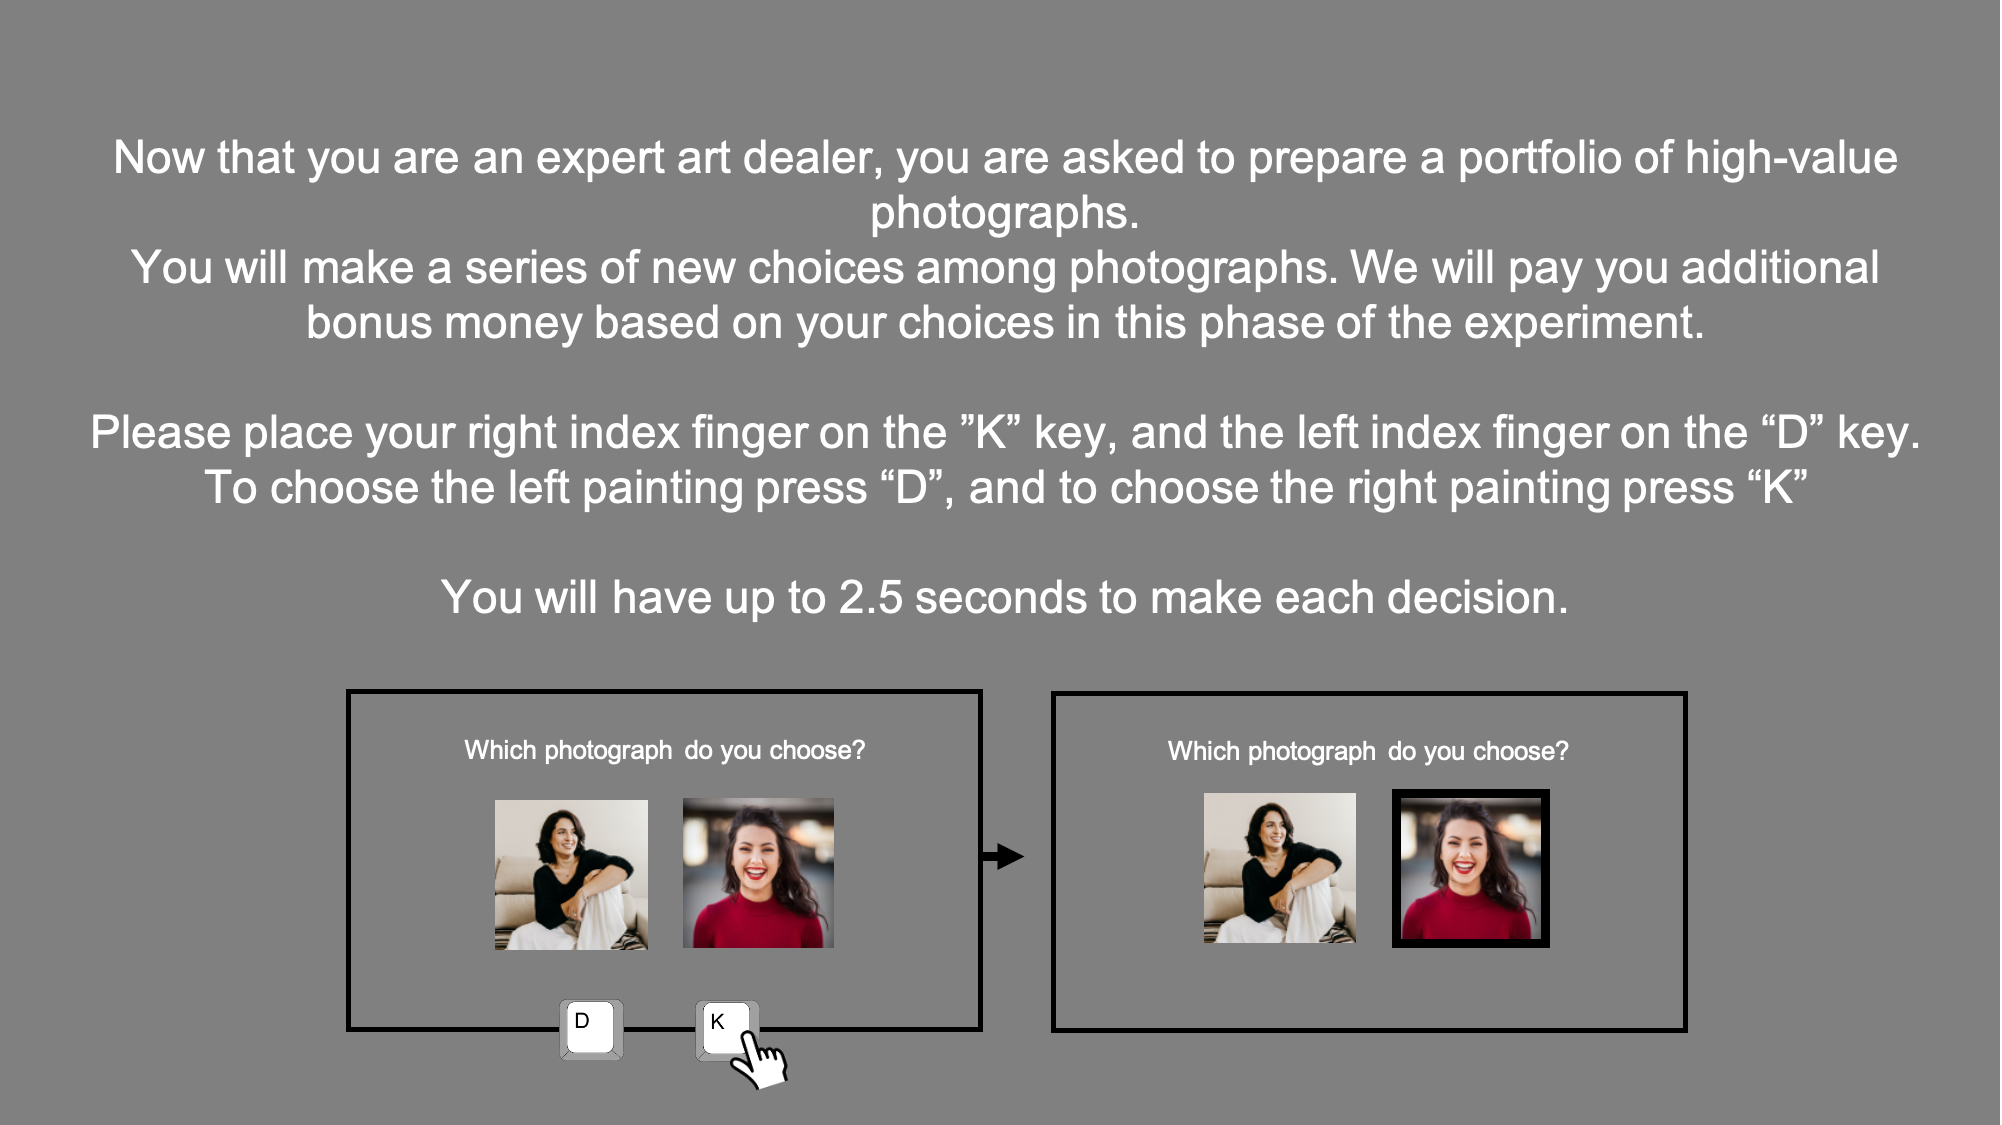 Now that you are an expert art dealer, you are asked to prepare a portfolio of high-value
photographs.
You will make a series of new choices among photographs. We will pay you additional
bonus money based on your choices in this phase of the experiment.
Please place your right index finger on the ”K” key, and the left index finger on the “D” key.
To choose the left painting press “D”, and to choose the right painting press “K”
You will have up to 2.5 seconds to make each decision.
Which photograph do you choose?
D
K
Which photograph do you choose?